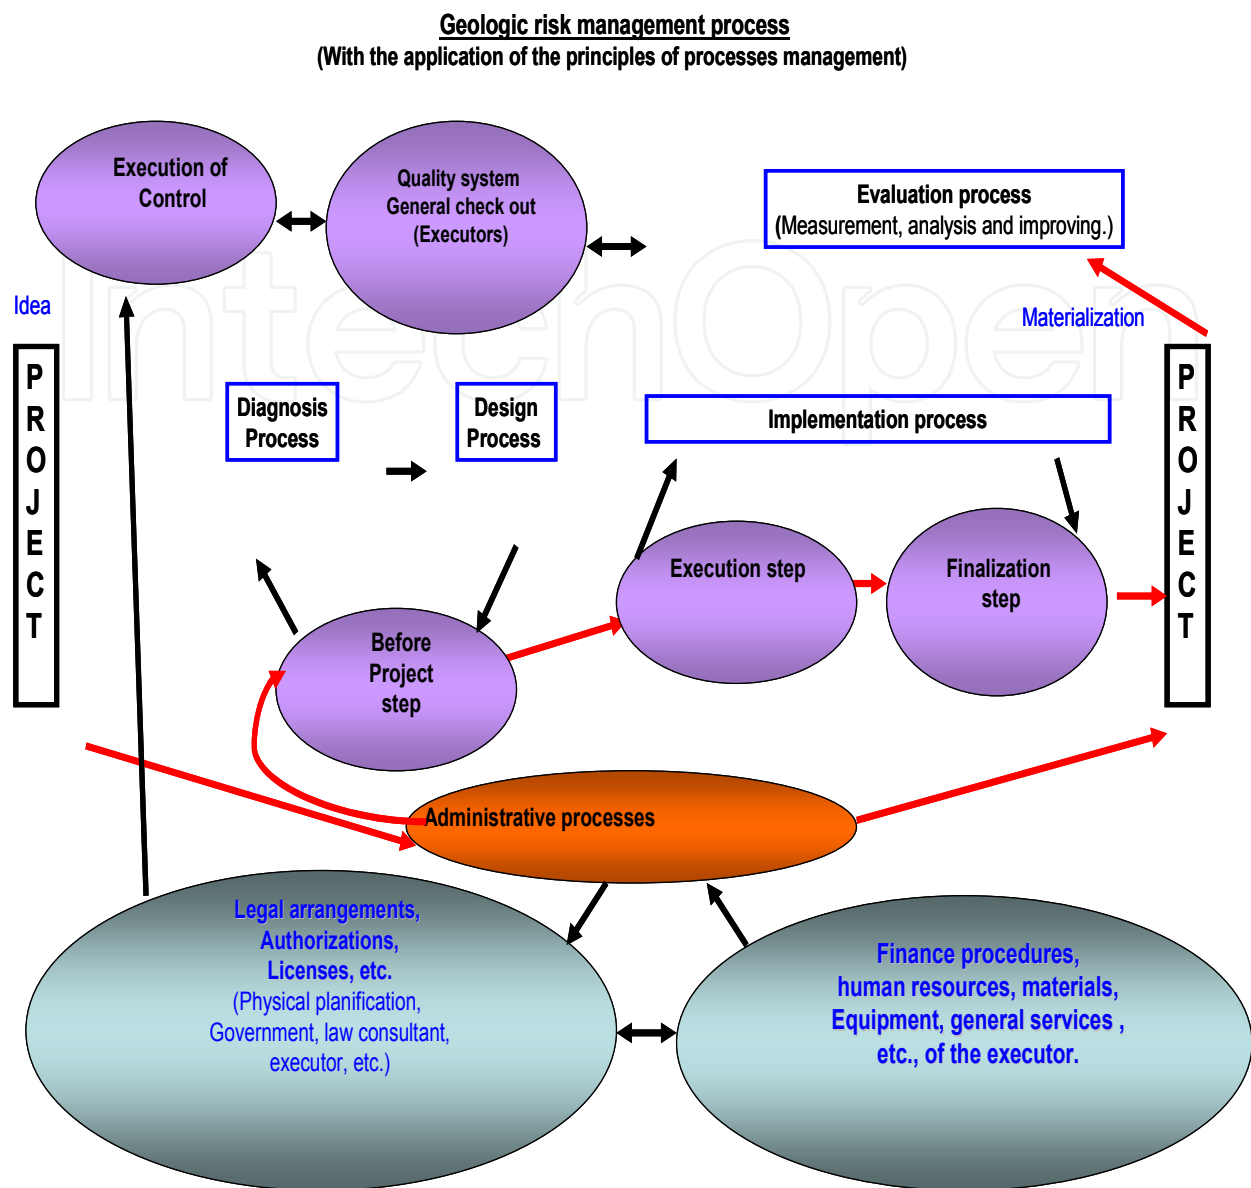 Geologic risk management process
(With the application of the principles of processes management)
Execution of
Control
Quality system
General check out
(Executors)
Evaluation process
(Measurement, analysis and improving.)
IntechOpen
Idea
Materialization
PROJECT
Diagnosis
Process
Design
Process
Implementation process
PROJECT
Execution step
Finalization
step
Before
Project
step
Administrative processes
Legal arrangements,
Authorizations,
Licenses, etc.
(Physical planification,
Government, law consultant,
executor, etc.)
Finance procedures,
human resources, materials,
Equipment, general services ,
etc., of the executor.